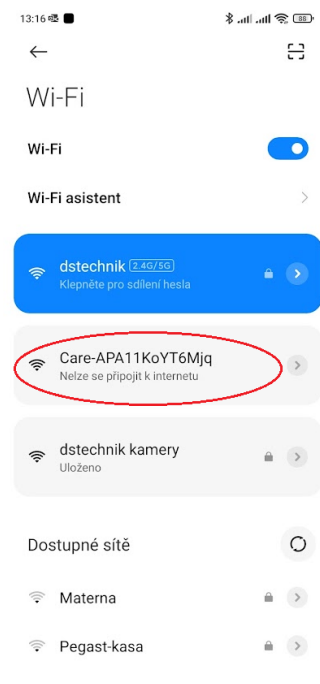 13:16
88
Wi-Fi
Wi-Fi
Wi-Fi asistent
dstechnik 2.4G/5G
Klepněte pro sdílení hesla
Care-APA11KoYT6Mjq
Nelze se připojit k internetu
dstechnik kamery
Uloženo
Dostupné sítě
Materna
Pegast-kasa